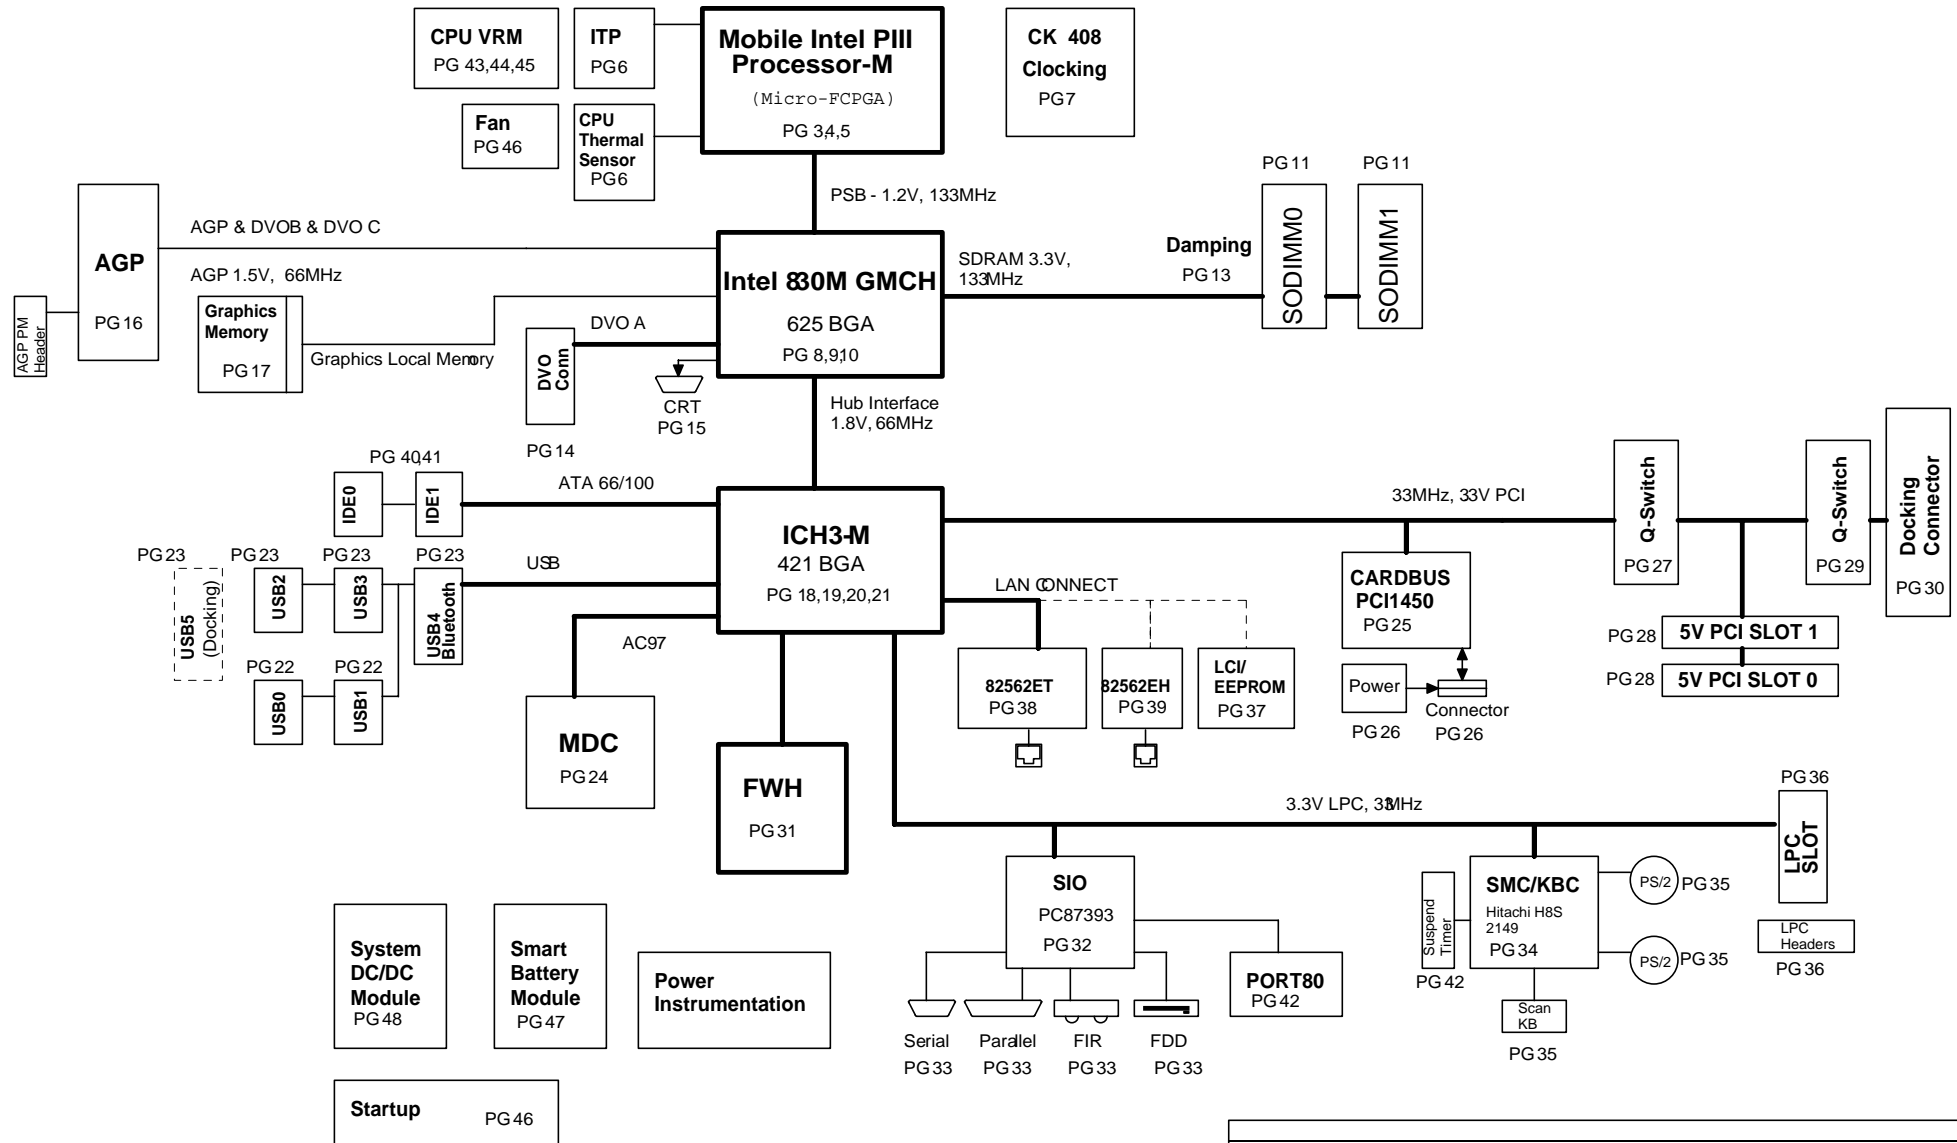 CPU VRM
PG 43,44,45
ITP
PG6
Mobile Intel PIII
Processor-M
(Micro-FCPGA)
PG 3,4,5
CK 408
Clocking
PG7
Fan
PG46
CPU
Thermal
Sensor
PG6
PSB - 1.2V, 133MHz
PG11
PG11
SODIMM0
SODIMM1
Damping
PG13
AGP
PG16
AGP PM
Header
AGP & DVOB & DVO C
AGP 1.5V, 66MHz
Graphics
Memory
PG17
Graphics Local Memory
DVO A
DVO
Conn
PG14
CRT
PG15
Intel 830M GMCH
625 BGA
PG 8,9,10
SDRAM 3.3V,
133MHz
Hub Interface
1.8V, 66MHz
PG 40,41
IDE0
IDE1
ATA 66/100
ICH3-M
421 BGA
PG 18,19,20,21
33MHz, 33V PCI
Q-Switch
PG27
Q-Switch
PG29
Docking
Connector
PG30
PG23
PG23
PG23
PG23
USB5
(Docking)
USB2
USB3
USB4
Bluetooth
USB
PG22
PG22
USB0
USB1
AC97
MDC
PG24
FWH
PG31
LAN CONNECT
82562ET
PG38
82562EH
PG39
LCI/
EEPROM
PG37
CARDBUS
PCI1450
PG25
Power
PG26
Connector
PG26
PG28
5V PCI SLOT 1
PG28
5V PCI SLOT 0
3.3V LPC, 33MHz
PG36
LPC
SLOT
LPC
Headers
PG36
SIO
PC87393
PG32
PORT80
PG42
Serial
PG33
Parallel
PG33
FIR
PG33
FDD
PG33
Suspend
Timer
PG42
SMC/KBC
Hitachi H8S
2149
PG34
PS/2
PG35
PS/2
PG35
Scan
KB
PG35
System
DC/DC
Module
PG48
Smart
Battery
Module
PG47
Power
Instrumentation
Startup
PG46